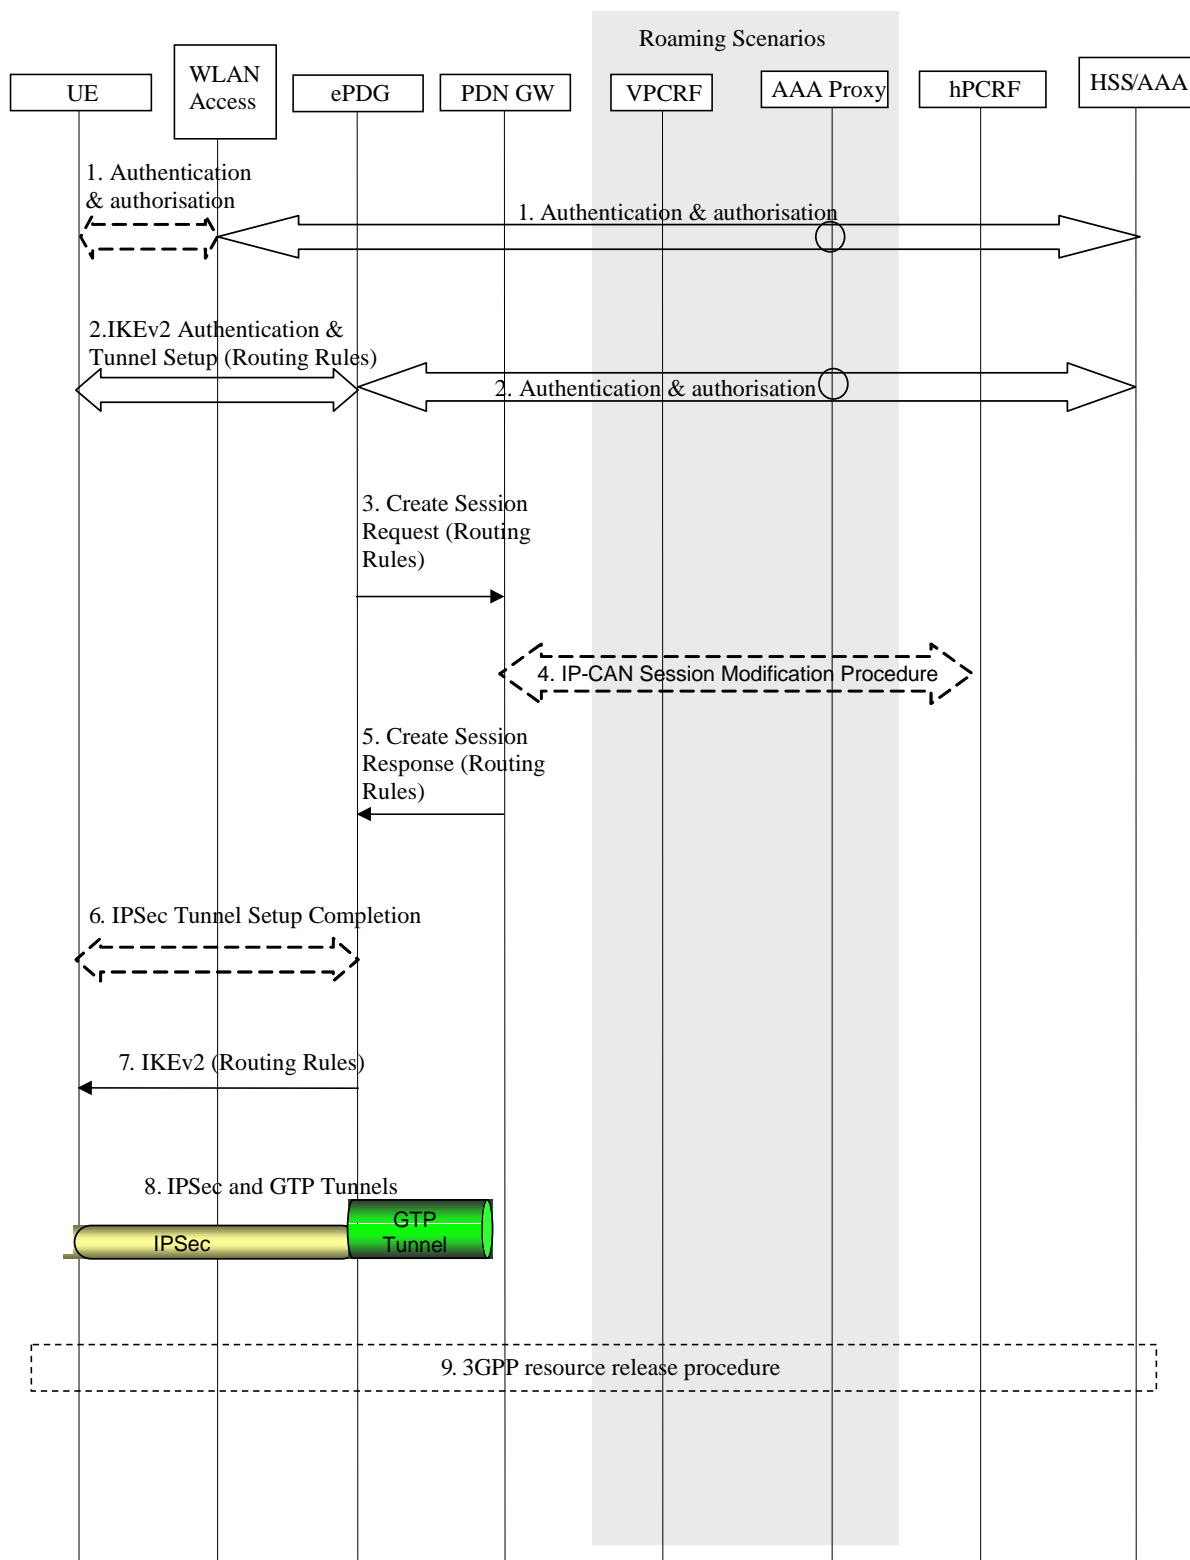 Roaming Scenarios
UE
WLAN
Access
ePDG
PDN GW
VPCRF
AAA Proxy
hPCRF
HSS/AAA
1. Authentication
& authorisation
1. Authentication & authorisation
2.IKEv2 Authentication &
Tunnel Setup (Routing Rules)
2. Authentication & authorisation
3. Create Session
Request (Routing
Rules)
4. IP-CAN Session Modification Procedure
5. Create Session
Response (Routing
Rules)
6. IPSec Tunnel Setup Completion
7. IKEv2 (Routing Rules)
8. IPSec and GTP Tunnels
GTP
Tunnel
IPSec
9. 3GPP resource release procedure